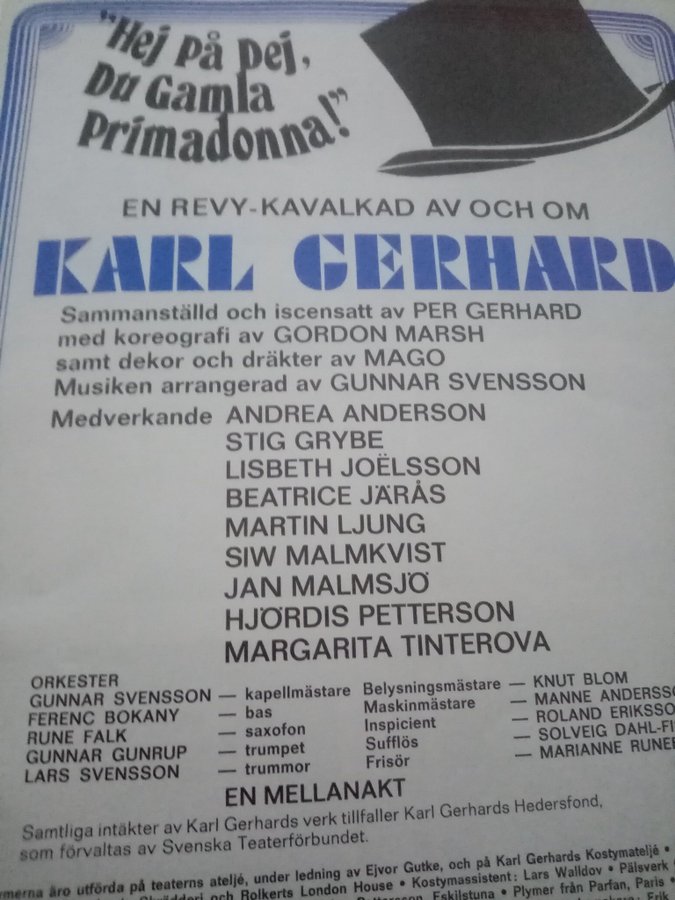 "Hej på Dej,
Du Gamla
Primadonna!"
EN REVY-KAVALKAD AV OCH OM
KARL GERHARD
Sammanställd och iscensatt av PER GERHARD
med koreografi av GORDON MARSH
samt dekor och dräkter av MAGO
Musiken arrangerad av GUNNAR SVENSSON
Medverkande ANDREA ANDERSON
STIG GRYBE
LISBETH JOËLSSON
BEATRICE JÄRÅS
MARTIN LJUNG
SIW MALMKVIST
JAN MALMSJÖ
HJÖRDIS PETTERSON
MARGARITA TINTEROVA
ORKESTER
GUNNAR SVENSSON — kapellmästare
FERENC BOKANY — bas
RUNE FALK — saxofon
GUNNAR GUNRUP — trumpet
LARS SVENSSON — trummor
Belysningsmästare — KNUT BLOM
Maskinmästare — MANNE ANDERSSO
Inspicient — ROLAND ERIKSSO
Sufflös — SOLVEIG DAHL-FI
Frisör — MARIANNE RUNE
EN MELLANAKT
Samtliga intäkter av Karl Gerhards verk tillfaller Karl Gerhards Hedersfond,
som förvaltas av Svenska Teaterförbundet.
ymerna äro utförda på teaterns ateljé, under ledning av Ejvor Gutke, och på Karl Gerhards Kostymateljé •
och Rolkerts London House • Kostymassistent: Lars Walldov • Pälsverk
Eskilstuna • Plymer från Parfan, Paris •